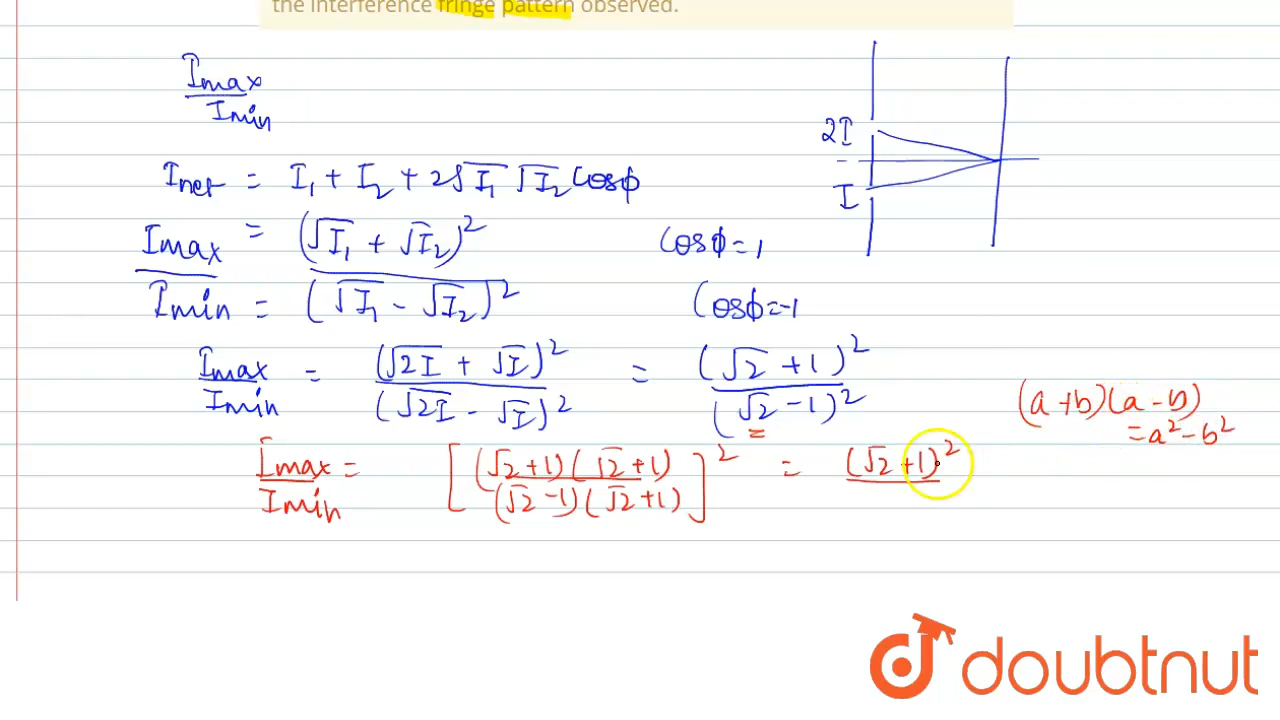 the interference fringe pattern observed.
Imax
Imin
2I
I
Inet = I₁ + I₂ + 2√I₁ √I₂ cosφ
Imax = (√I₁ + √I₂)² cosφ = 1
Imin = (√I₁ - √I₂)² cosφ = -1
Imax = (√2I + √I)² = (√2 + 1)²
Imin (√2I - √I)² (√2 - 1)²
(a+b)(a-b)
= a² - b²
Imax = [(√2+1)(√2+1)]² = (√2+1)²
Imin (√2-1)(√2+1)
doubtnut